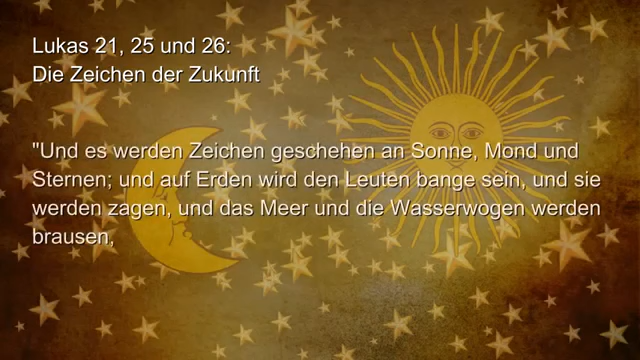 Lukas 21, 25 und 26:
Die Zeichen der Zukunft
"Und es werden Zeichen geschehen an Sonne, Mond und
Sternen; und auf Erden wird den Leuten bange sein, und sie
werden zagen, und das Meer und die Wasserwogen werden
brausen,